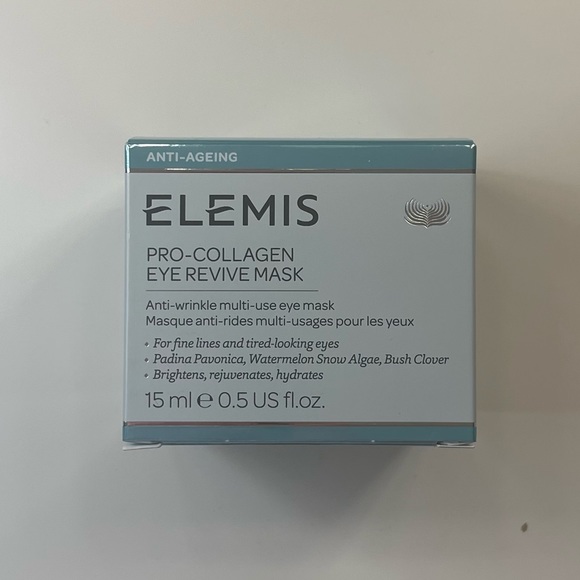 ANTI-AGEING
ELEMIS
PRO-COLLAGEN
EYE REVIVE MASK
Anti-wrinkle multi-use eye mask
Masque anti-rides multi-usages pour les yeux
• For fine lines and tired-looking eyes
• Padina Pavonica, Watermelon Snow Algae, Bush Clover
• Brightens, rejuvenates, hydrates
15 ml ℮ 0.5 US fl.oz.